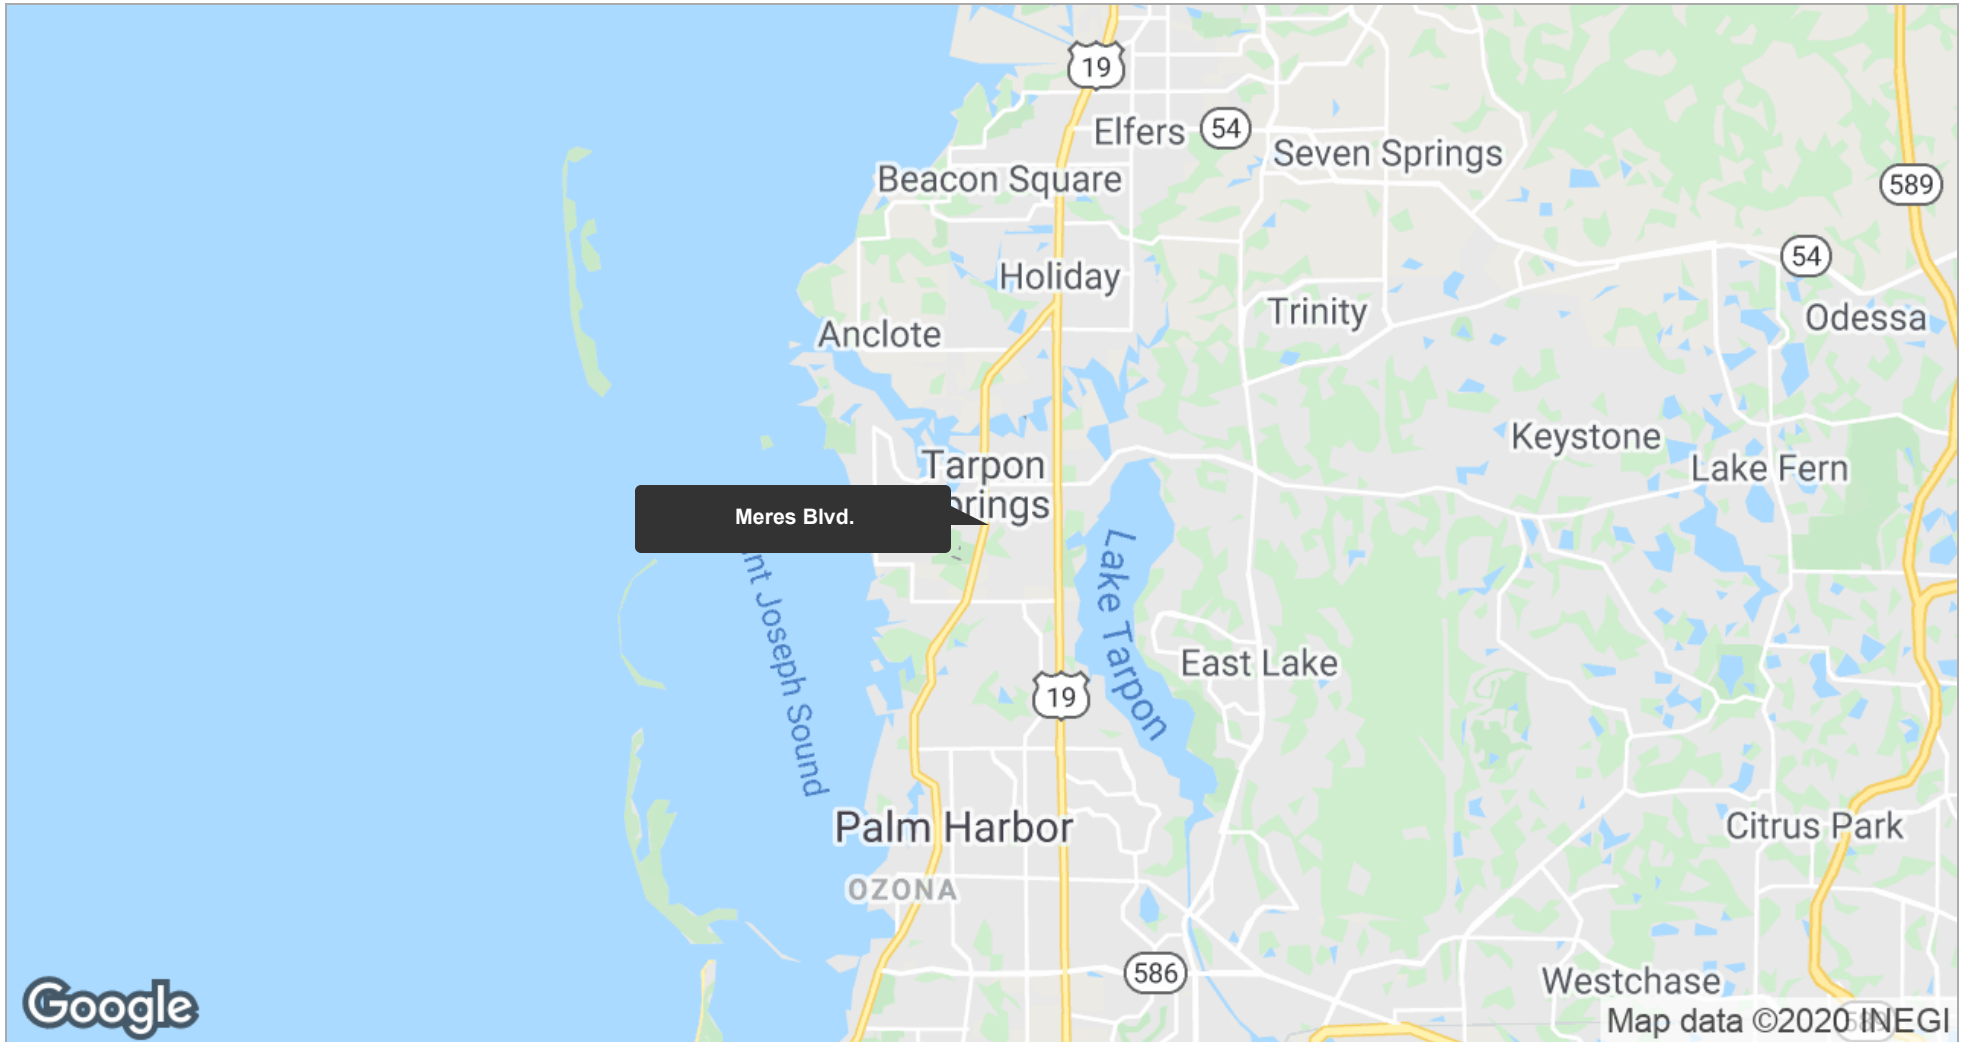 19
Elfers
54
Seven Springs
Beacon Square
589
54
Holiday
Trinity
Odessa
Anclote
Keystone
Tarpon
Lake Fern
Meres Blvd.
Lake Tarpon
Joseph Sound
East Lake
19
Palm Harbor
Citrus Park
OZONA
586
Westchase
Google
Map data ©2020 INEGI